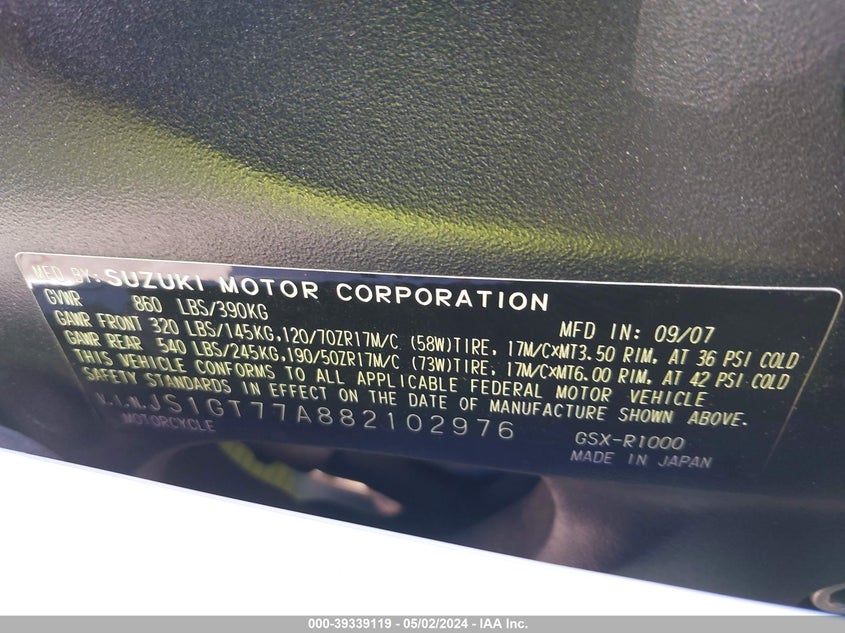 MFD BY: SUZUKI MOTOR CORPORATION
GVWR 860 LBS/390KG MFD IN: 09/07
GAWR FRONT 320 LBS/145KG,120/70ZR17M/C (58W)TIRE, 17M/C×MT3.50 RIM, AT 36 PSI COLD
GAWR REAR 540 LBS/245KG,190/50ZR17M/C (73W)TIRE, 17M/C×MT6.00 RIM, AT 42 PSI COLD
THIS VEHICLE CONFORMS TO ALL APPLICABLE FEDERAL MOTOR VEHICLE
SAFETY STANDARDS IN EFFECT ON THE DATE OF MANUFACTURE SHOWN ABOVE.
V.I.N. JS1GT77A882102976 GSX-R1000
MOTORCYCLE MADE IN JAPAN
000-39339119 - 05/02/2024 - IAA Inc.